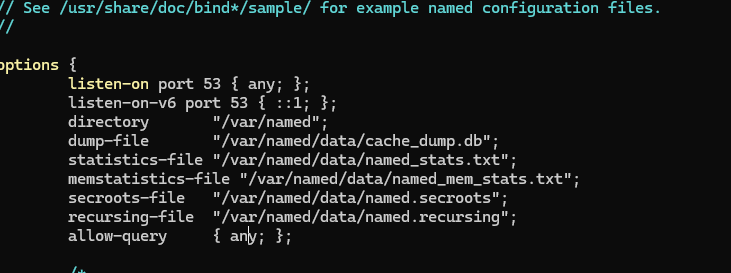 // See /usr/share/doc/bind*/sample/ for example named configuration files.
//
options {
        listen-on port 53 { any; };
        listen-on-v6 port 53 { ::1; };
        directory       "/var/named";
        dump-file       "/var/named/data/cache_dump.db";
        statistics-file "/var/named/data/named_stats.txt";
        memstatistics-file "/var/named/data/named_mem_stats.txt";
        secroots-file   "/var/named/data/named.secroots";
        recursing-file  "/var/named/data/named.recursing";
        allow-query     { any; };
        /*